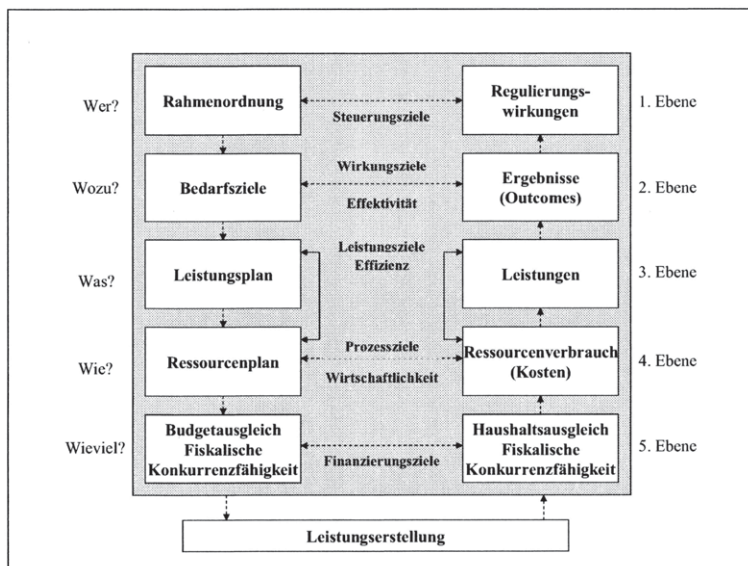 Wer?
Rahmenordnung
Steuerungsziele
Regulierungs-
wirkungen
1. Ebene
Wozu?
Bedarfsziele
Wirkungsziele
Effektivität
Ergebnisse
(Outcomes)
2. Ebene
Was?
Leistungsplan
Leistungsziele
Effizienz
Leistungen
3. Ebene
Wie?
Ressourcenplan
Prozessziele
Wirtschaftlichkeit
Ressourcenverbrauch
(Kosten)
4. Ebene
Wieviel?
Budgetausgleich
Fiskalische
Konkurrenzfähigkeit
Finanzierungsziele
Haushaltsausgleich
Fiskalische
Konkurrenzfähigkeit
5. Ebene
Leistungserstellung